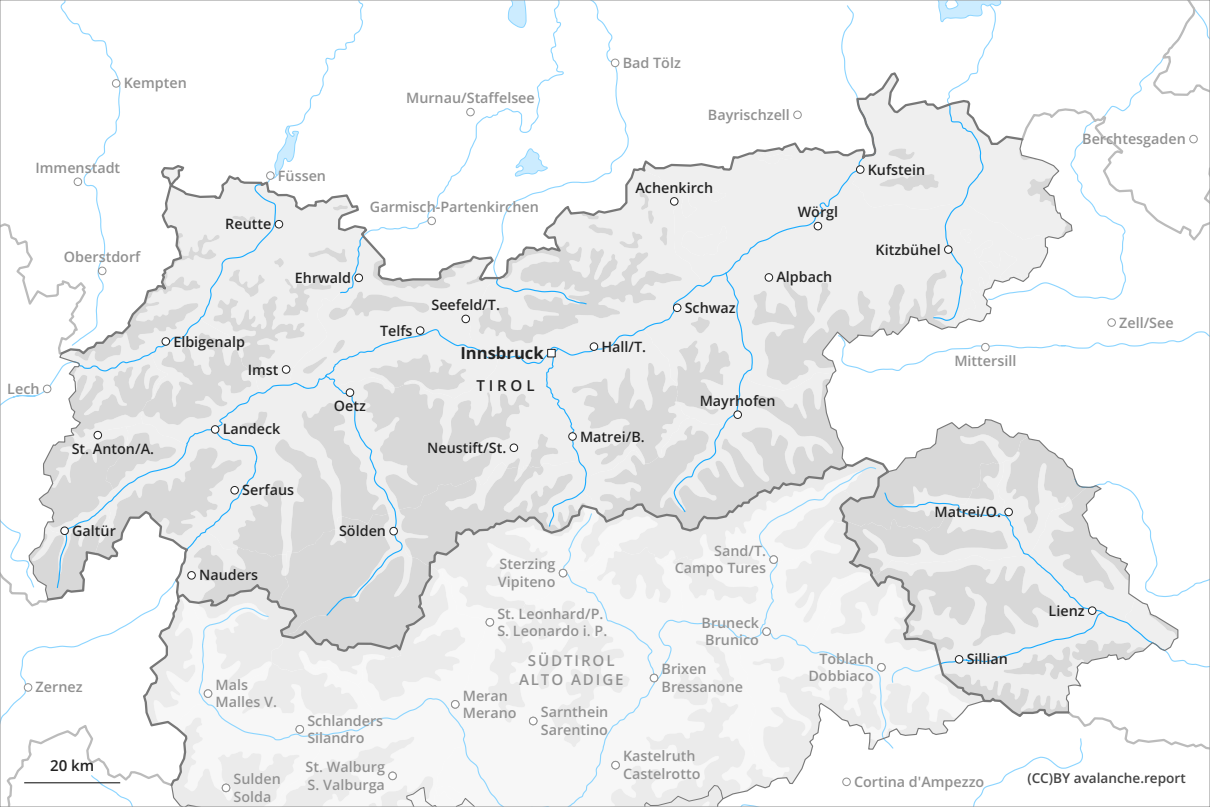 Kempten
Bad Tölz
Murnau/Staffelsee
Bayrischzell
Berchtesgaden
Immenstadt
Füssen
Kufstein
Achenkirch
Garmisch-Partenkirchen
Wörgl
Reutte
Kitzbühel
Oberstdorf
Ehrwald
Alpbach
Seefeld/T.
Schwaz
Zell/See
Telfs
Elbigenalp
Innsbruck
Hall/T.
Mittersill
Imst
TIROL
Lech
Oetz
Mayrhofen
Landeck
Matrei/B.
St. Anton/A.
Neustift/St.
Serfaus
Matrei/O.
Galtür
Sölden
Sand/T.
Campo Tures
Sterzing
Vipiteno
Nauders
Lienz
St. Leonhard/P.
S. Leonardo i. P.
Bruneck
Brunico
SÜDTIROL
ALTO ADIGE
Toblach
Dobbiaco
Sillian
Brixen
Bressanone
Zernez
Mals
Malles V.
Meran
Merano
Sarnthein
Sarentino
Schlanders
Silandro
Kastelruth
Castelrotto
St. Walburg
S. Valburga
20 km
Sulden
Solda
Cortina d'Ampezzo
(CC)BY avalanche.report